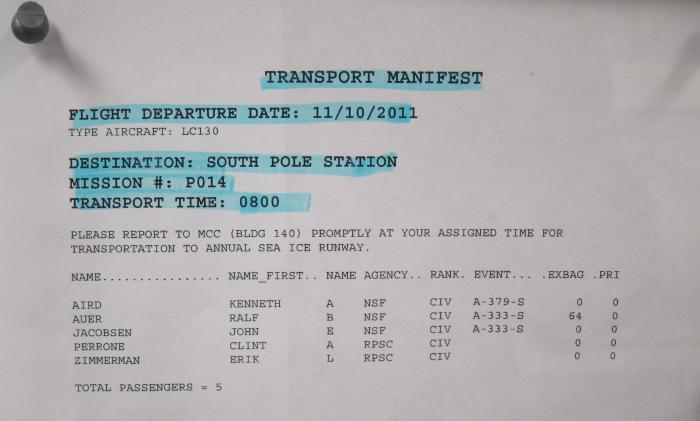 TRANSPORT MANIFEST
FLIGHT DEPARTURE DATE: 11/10/2011
TYPE AIRCRAFT: LC130
DESTINATION: SOUTH POLE STATION
MISSION #: P014
TRANSPORT TIME: 0800
PLEASE REPORT TO MCC (BLDG 140) PROMPTLY AT YOUR ASSIGNED TIME FOR
TRANSPORTATION TO ANNUAL SEA ICE RUNWAY.
NAME................ NAME_FIRST.. NAME AGENCY.. RANK. EVENT... .EXBAG .PRI
AIRD KENNETH A NSF CIV A-379-S 0 0
AUER RALF B NSF CIV A-333-S 64 0
JACOBSEN JOHN E NSF CIV A-333-S 0 0
PERRONE CLINT A RPSC CIV 0 0
ZIMMERMAN ERIK L RPSC CIV 0 0
TOTAL PASSENGERS = 5